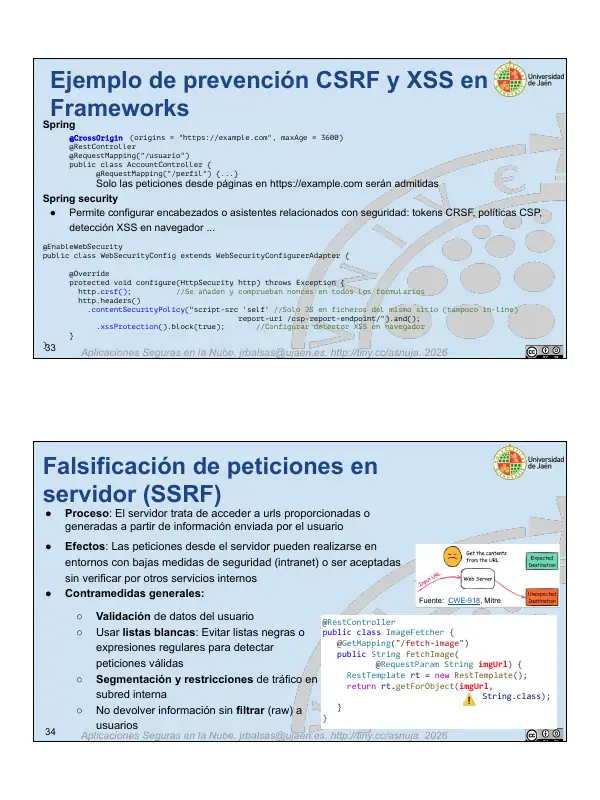 Ejemplo de prevención CSRF y XSS en
Frameworks
Universidad
de Jaén
Spring
@CrossOrigin (origins = "https://example.com", maxAge = 3600)
@RestController
@RequestMapping("/usuario")
public class AccountController {
@RequestMapping("/perfil") {...}
Solo las peticiones desde páginas en https://example.com serán admitidas
Spring security
● Permite configurar encabezados o asistentes relacionados con seguridad: tokens CRSF, políticas CSP,
detección XSS en navegador ...
@EnableWebSecurity
public class WebSecurityConfig extends WebSecurityConfigurerAdapter {
@Override
protected void configure(HttpSecurity http) throws Exception {
http.crsf(); //Se añaden y comprueban nonces en todos los formularios
http.headers()
.contentSecurityPolicy("script-src 'self' //Solo JS en ficheros del mismo sitio (tampoco in-line)
report-uri /csp-report-endpoint/").and();
.xssProtection().block(true); //Configurar detector XSS en navegador
}
}
33
Aplicaciones Seguras en la Nube. jrbalsas@ujaen.es. http://tiny.cc/asnuja. 2026
Falsificación de peticiones en
servidor (SSRF)
Universidad
de Jaén
● Proceso: El servidor trata de acceder a urls proporcionadas o
generadas a partir de información enviada por el usuario
● Efectos: Las peticiones desde el servidor pueden realizarse en
entornos con bajas medidas de seguridad (intranet) o ser aceptadas
sin verificar por otros servicios internos
● Contramedidas generales:
○ Validación de datos del usuario
○ Usar listas blancas: Evitar listas negras o
expresiones regulares para detectar
peticiones válidas
○ Segmentación y restricciones de tráfico en
subred interna
○ No devolver información sin filtrar (raw) a
usuarios
Get the contents
from the URL
Expected
Destination
Input URL
Web Server
Unexpected
Destination
Fuente: CWE-918, Mitre
@RestController
public class ImageFetcher {
@GetMapping("/fetch-image")
public String fetchImage(
@RequestParam String imgUrl) {
RestTemplate rt = new RestTemplate();
return rt.getForObject(imgUrl,
String.class);
}
}
34
Aplicaciones Seguras en la Nube. jrbalsas@ujaen.es. http://tiny.cc/asnuja. 2026